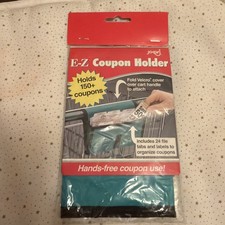 E-Z Coupon Holder
Holds
150+
coupons
Fold Velcro® cover
over cart handle
to attach
Includes 24 file
tabs and labels to
organize coupons
Hands-free coupon use!